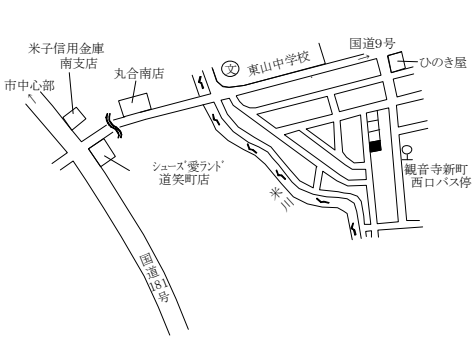 米子信用金庫
南支店
市中心部
丸合南店
文
東山中学校
国道9号
ひのき屋
シューズ愛ランド
道笑町店
観音寺新町
西口バス停
米川
国道181号